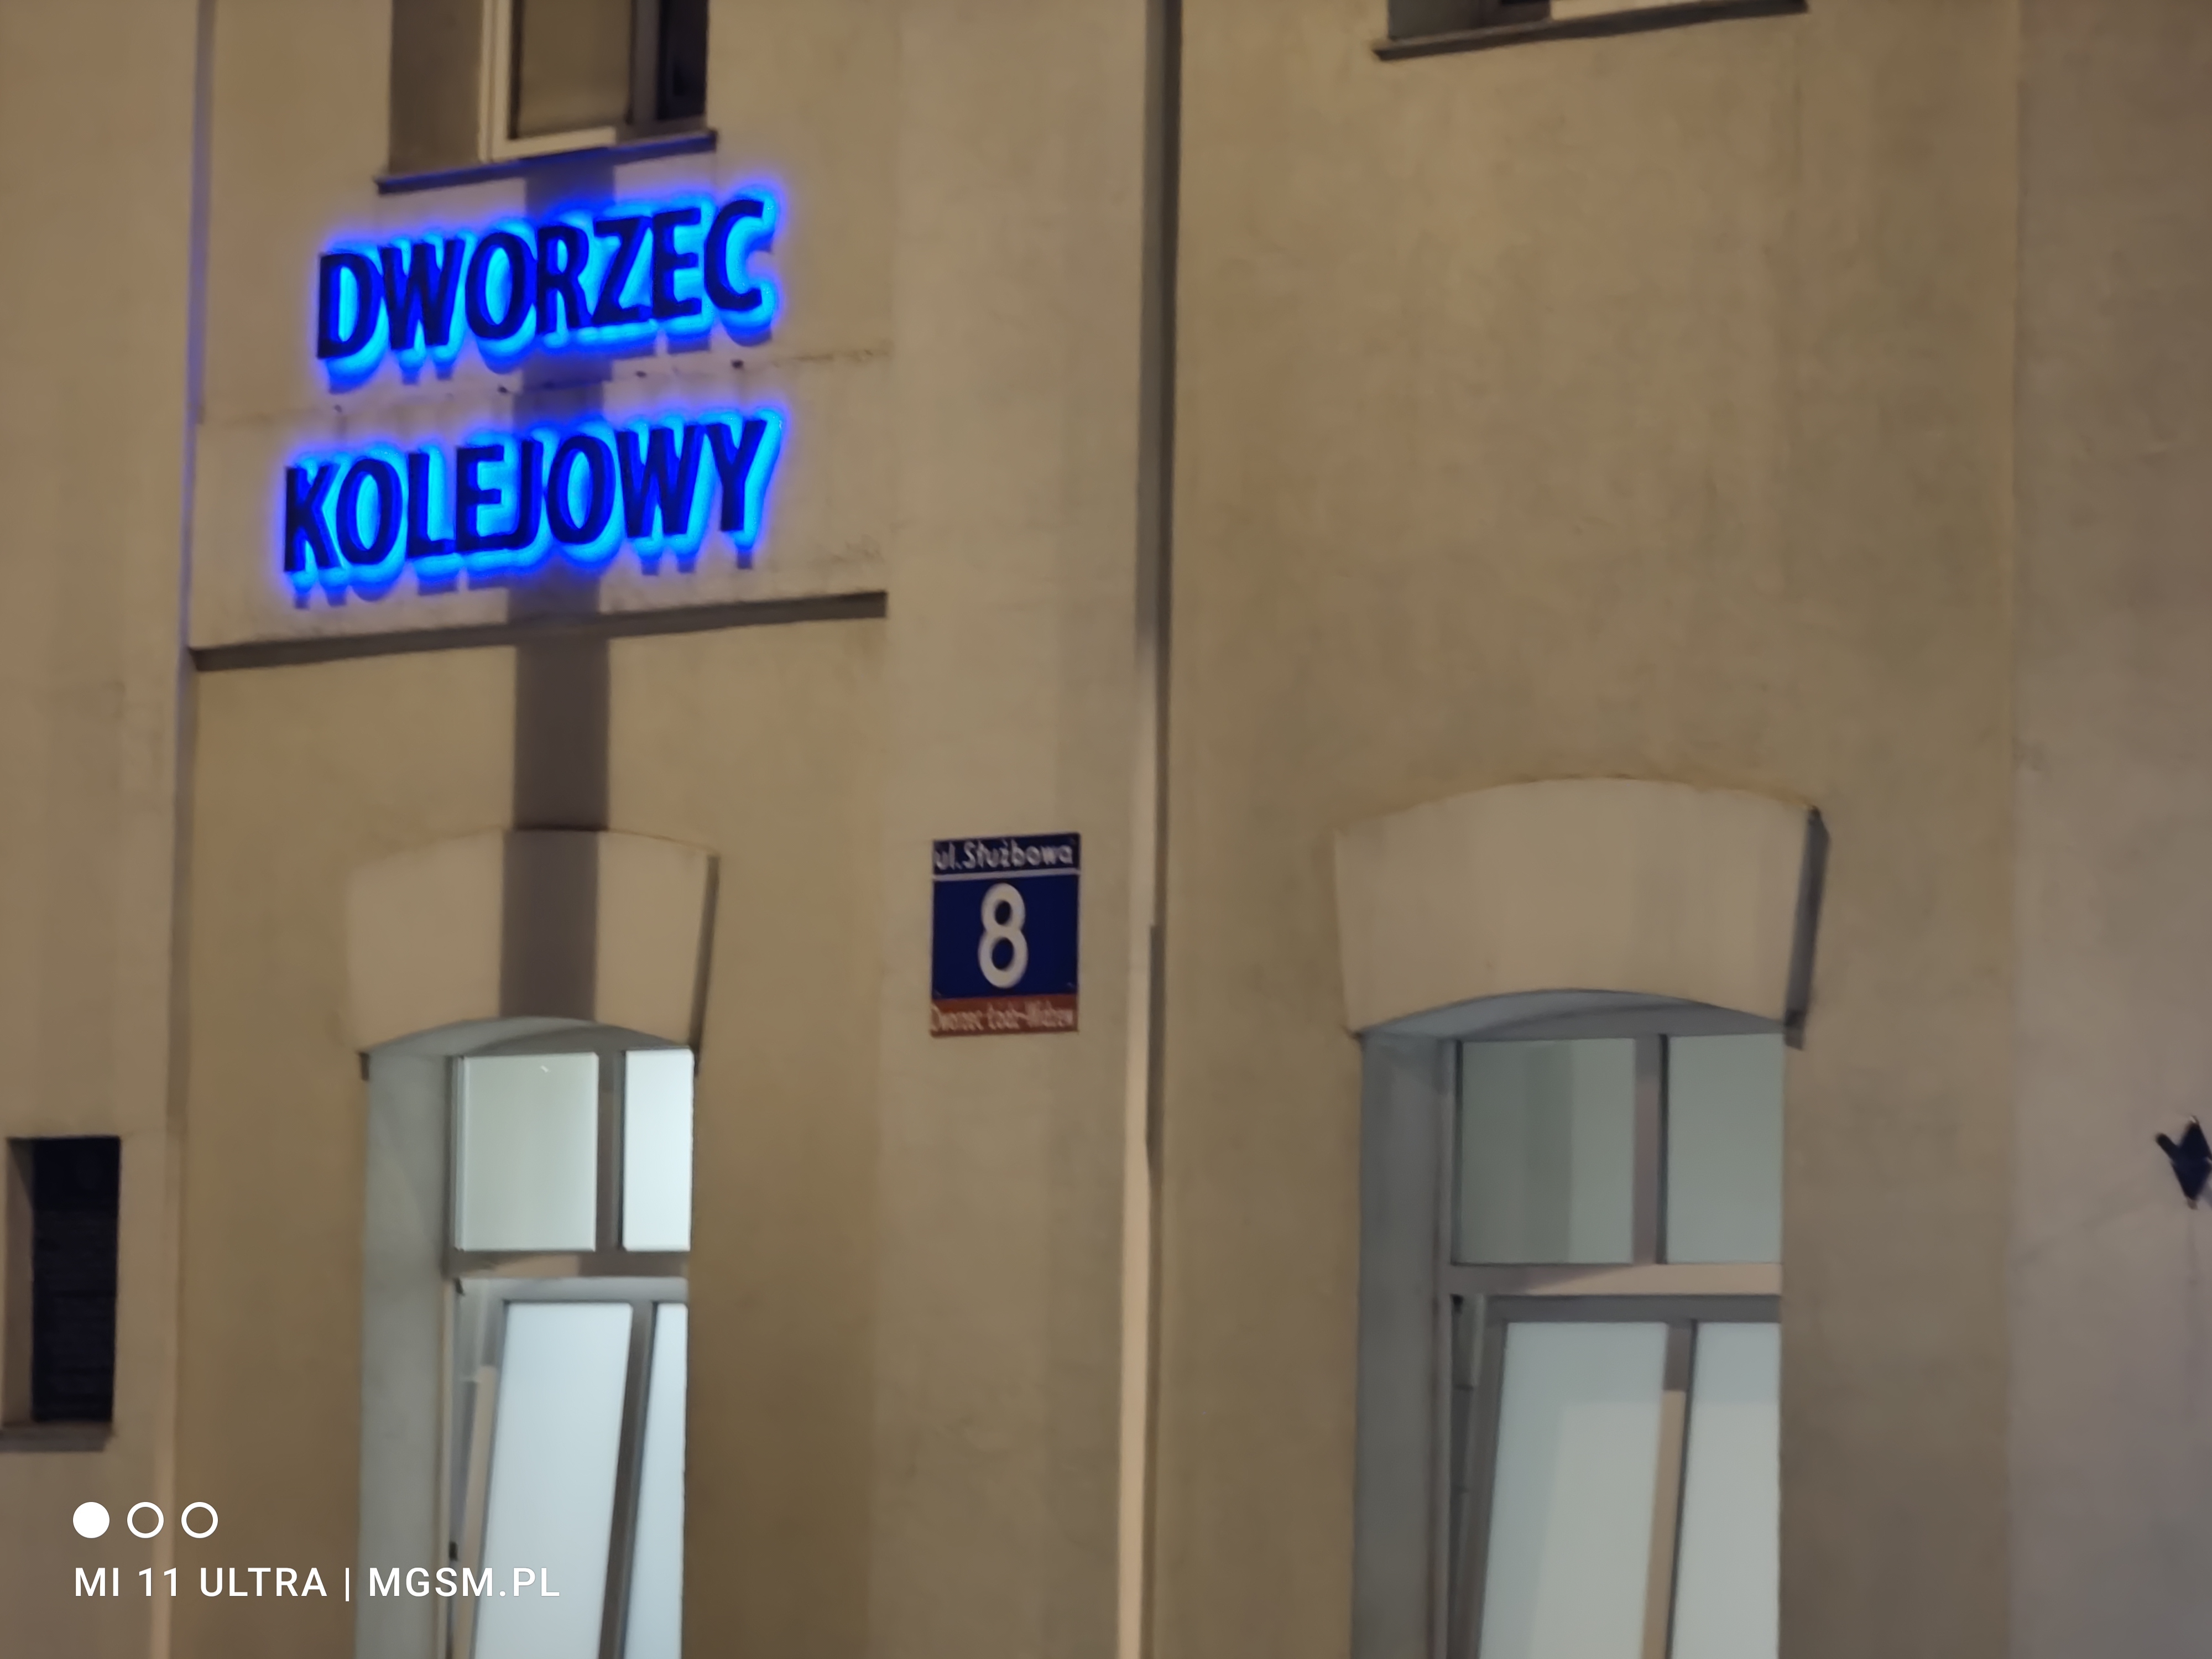 DWORZEC
KOLEJOWY
ul.Służbowa
8
Dworzec Łódź-Widzew
MI 11 ULTRA | MGSM.PL